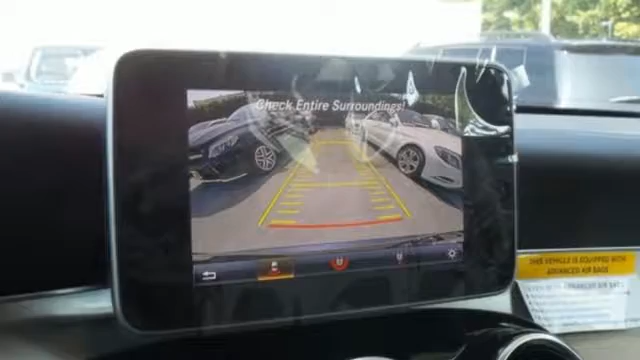 Check Entire Surroundings!
THIS VEHICLE IS EQUIPPED WITH
ADVANCED AIR BAGS